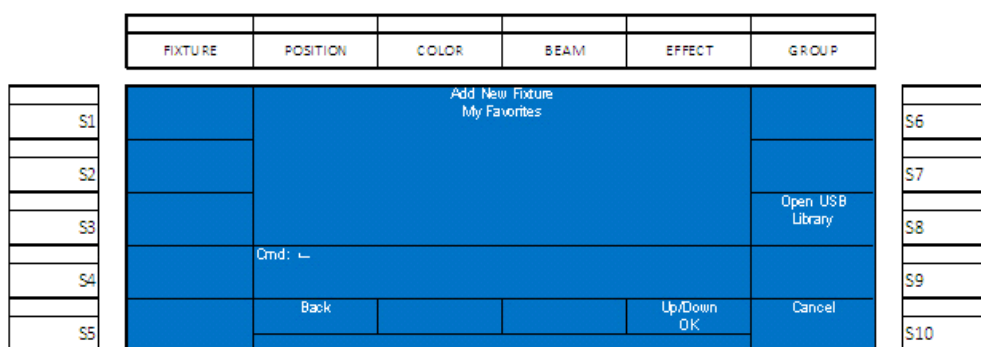 FIXTURE POSITION COLOR BEAM EFFECT GROUP
Add New Fixture
My Favorites
S1 S6
S2 S7
Open USB
Library
S3 S8
Cmd:
S4 S9
Back Up/Down
OK Cancel
S5 S10